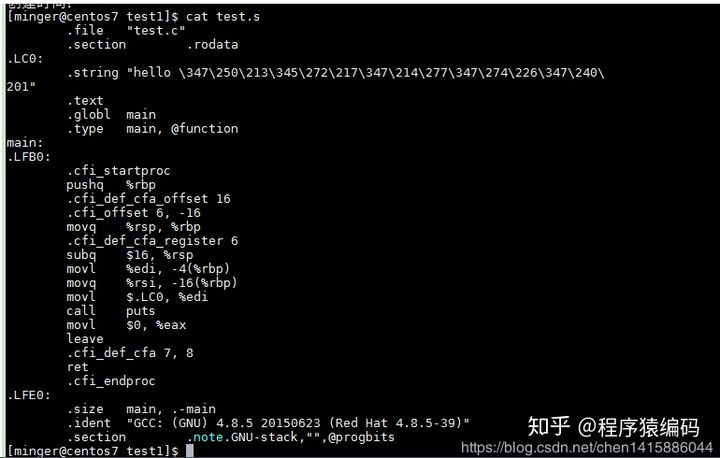 [minger@centos7 test1]$ cat test.s
        .file   "test.c"
        .section        .rodata
.LC0:
        .string "hello \347\250\213\345\272\217\347\214\277\347\274\226\347\240\
201"
        .text
        .globl  main
        .type   main, @function
main:
.LFB0:
        .cfi_startproc
        pushq   %rbp
        .cfi_def_cfa_offset 16
        .cfi_offset 6, -16
        movq    %rsp, %rbp
        .cfi_def_cfa_register 6
        subq    $16, %rsp
        movl    %edi, -4(%rbp)
        movq    %rsi, -16(%rbp)
        movl    $.LC0, %edi
        call    puts
        movl    $0, %eax
        leave
        .cfi_def_cfa 7, 8
        ret
        .cfi_endproc
.LFE0:
        .size   main, .-main
        .ident  "GCC: (GNU) 4.8.5 20150623 (Red Hat 4.8.5-39)"
        .section        .note.GNU-stack,"",@progbits
[minger@centos7 test1]$
知乎 @程序猿编码
https://blog.csdn.net/chen1415886044